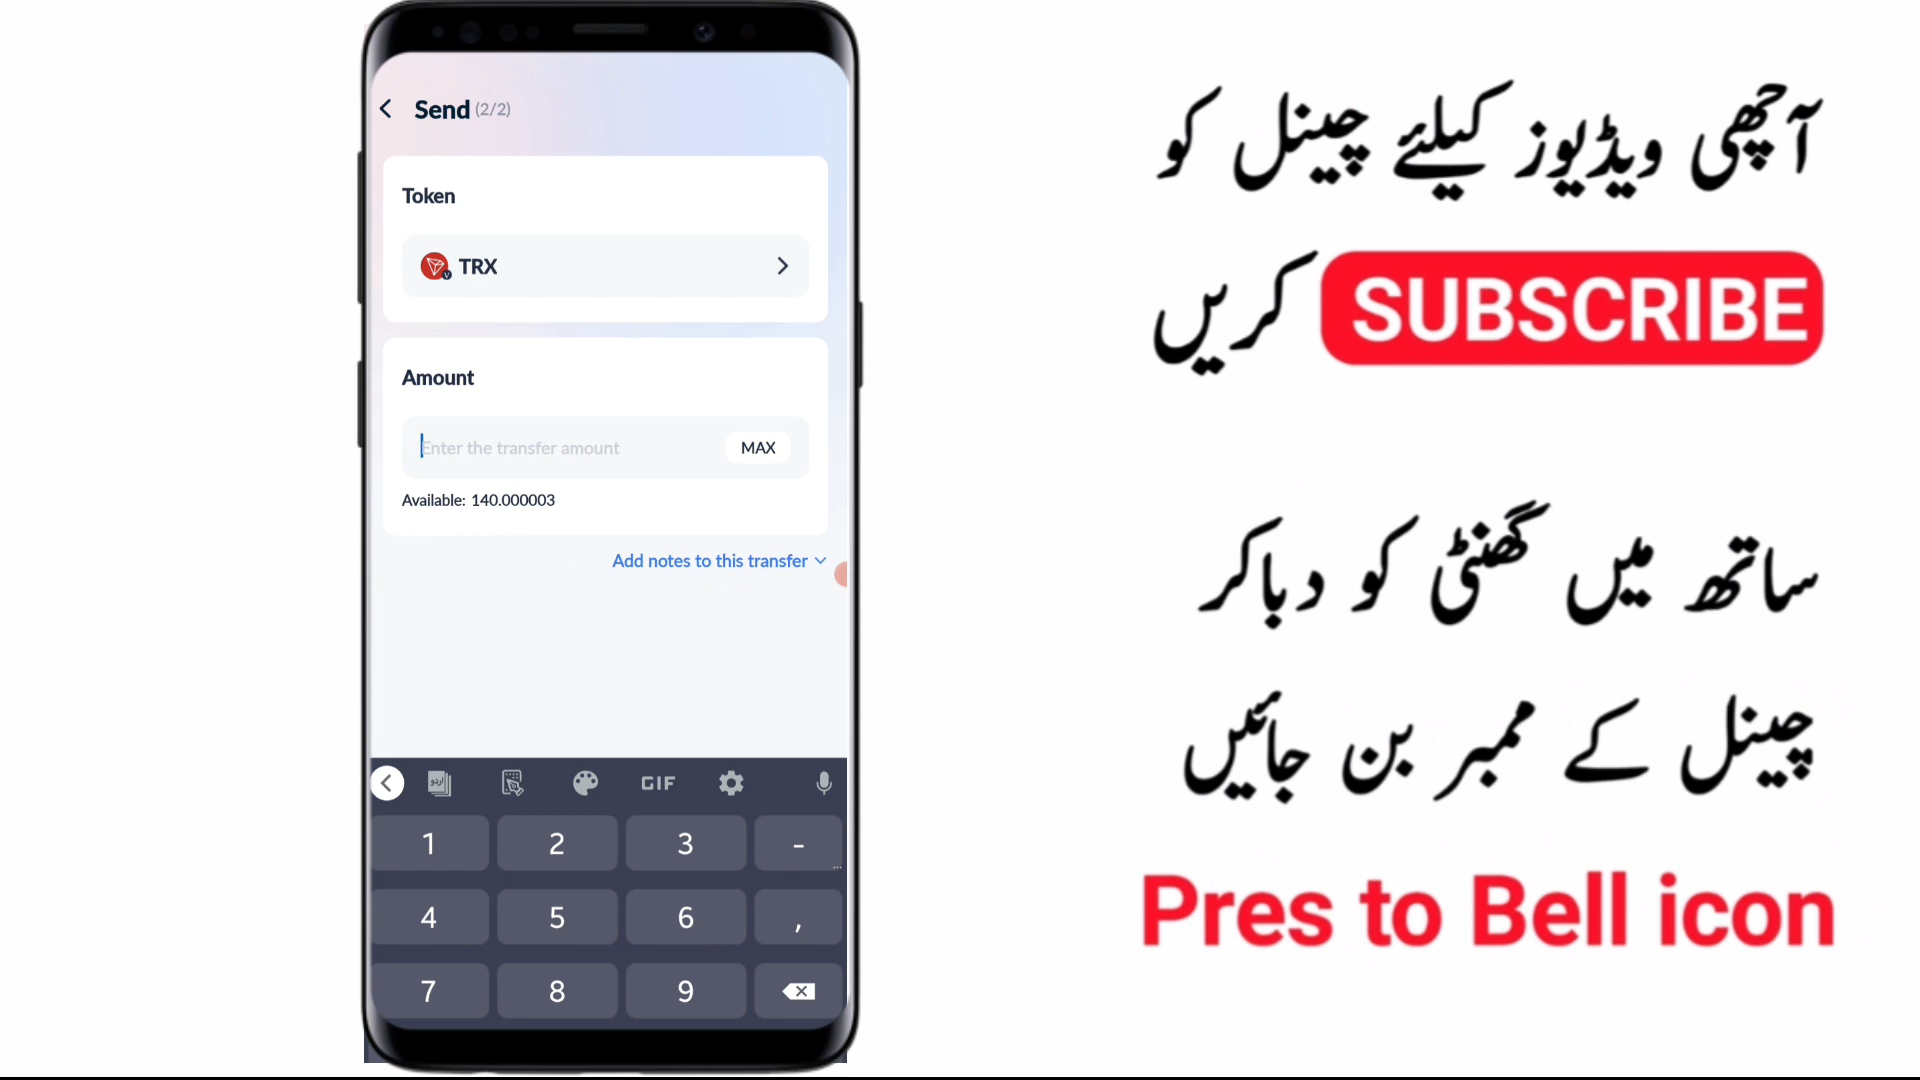 Send (2/2)
Token
TRX
Amount
Enter the transfer amount
MAX
Available: 140.000003
Add notes to this transfer
اردو
GIF
1 2 3 -
4 5 6 ,
7 8 9
آچھی ویڈیوز کیلئے چینل کو
SUBSCRIBE کریں
ساتھ میں گھنٹی کو دباکر
چینل کے ممبر بن جائیں
Pres to Bell icon